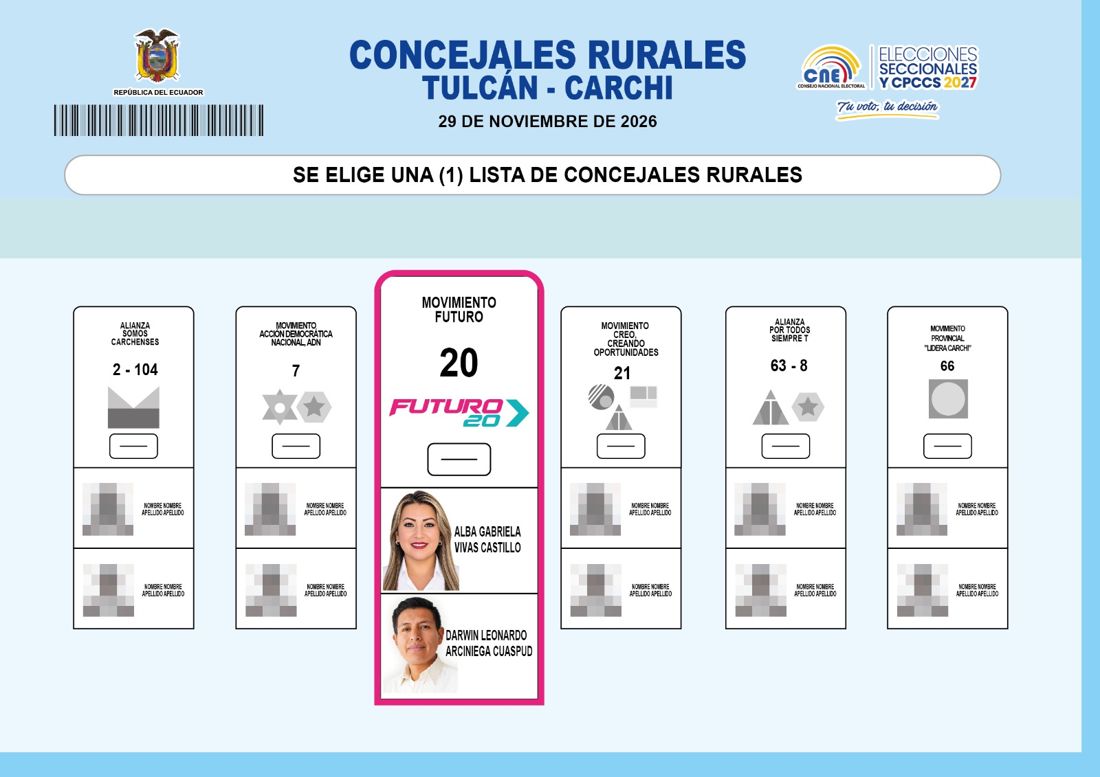 REPÚBLICA DEL ECUADOR
CONCEJALES RURALES
TULCÁN - CARCHI
29 DE NOVIEMBRE DE 2026
CNE
CONSEJO NACIONAL ELECTORAL
ELECCIONES
SECCIONALES
Y CPCCS 2027
Tu voto, tu decisión
SE ELIGE UNA (1) LISTA DE CONCEJALES RURALES
ALIANZA
SOMOS
CARCHENSES
2 - 104
NOMBRE NOMBRE
APELLIDO APELLIDO
NOMBRE NOMBRE
APELLIDO APELLIDO
MOVIMIENTO
ACCIÓN DEMOCRÁTICA
NACIONAL, ADN
7
NOMBRE NOMBRE
APELLIDO APELLIDO
NOMBRE NOMBRE
APELLIDO APELLIDO
MOVIMIENTO
FUTURO
20
FUTURO
20
ALBA GABRIELA
VIVAS CASTILLO
DARWIN LEONARDO
ARCINIEGA CUASPUD
MOVIMIENTO
CREO,
CREANDO
OPORTUNIDADES
21
NOMBRE NOMBRE
APELLIDO APELLIDO
NOMBRE NOMBRE
APELLIDO APELLIDO
ALIANZA
POR TODOS
SIEMPRE T
63 - 8
NOMBRE NOMBRE
APELLIDO APELLIDO
NOMBRE NOMBRE
APELLIDO APELLIDO
MOVIMIENTO
PROVINCIAL
"LIDERA CARCHI"
66
NOMBRE NOMBRE
APELLIDO APELLIDO
NOMBRE NOMBRE
APELLIDO APELLIDO